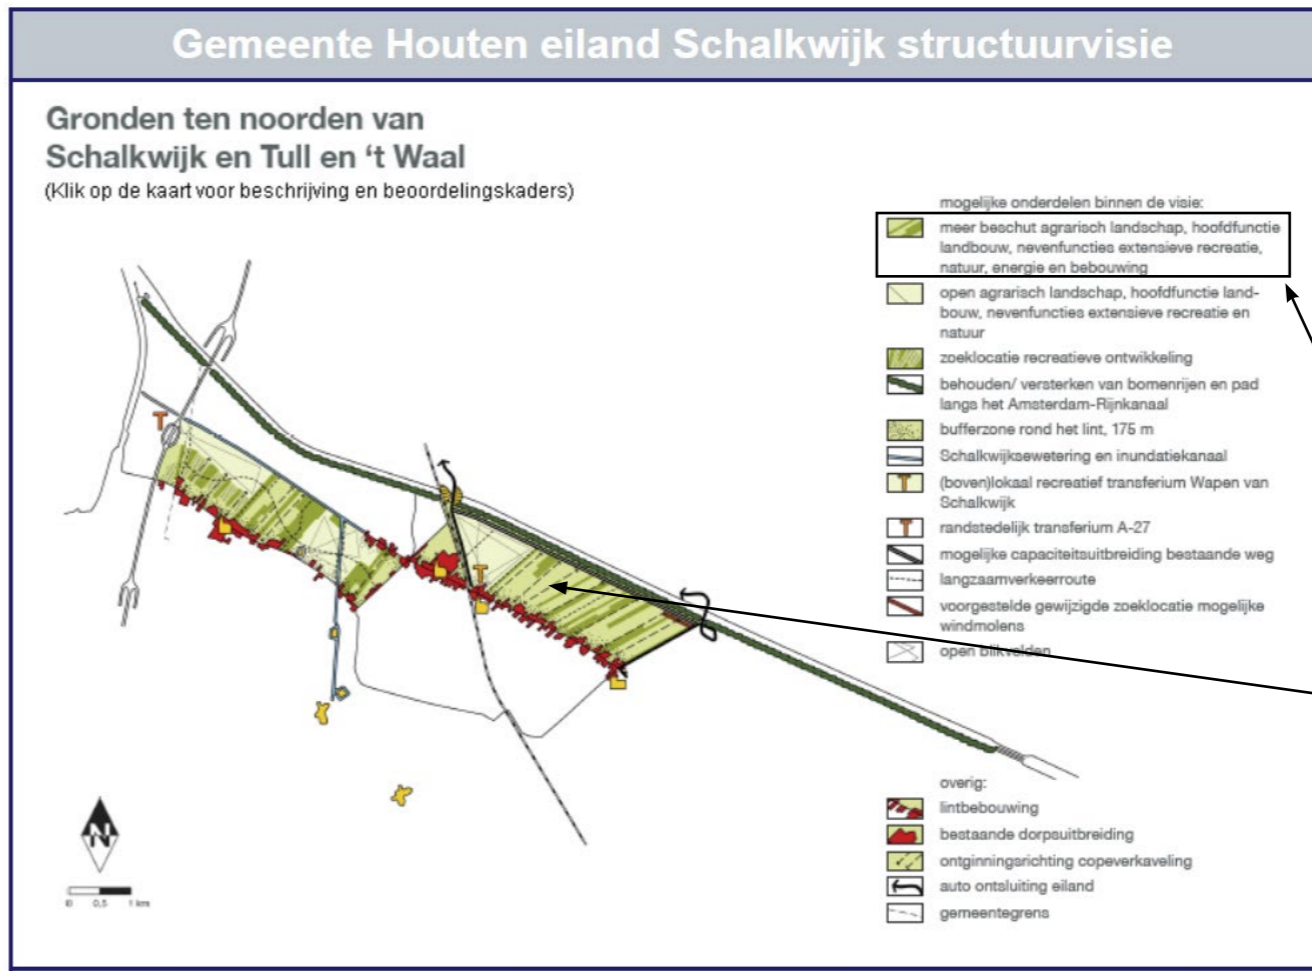 Gemeente Houten eiland Schalkwijk structuurvisie
Gronden ten noorden van
Schalkwijk en Tull en ‘t Waal
(Klik op de kaart voor beschrijving en beoordelingskaders)
mogelijke onderdelen binnen de visie:
meer beschut agrarisch landschap, hoofdfunctie
landbouw, nevenfuncties extensieve recreatie,
natuur, energie en bebouwing
open agrarisch landschap, hoofdfunctie land-
bouw, nevenfuncties extensieve recreatie en
natuur
zoeklocatie recreatieve ontwikkeling
behouden/ versterken van bomenrijen en pad
langs het Amsterdam-Rijnkanaal
bufferzone rond het lint, 175 m
Schalkwijksewetering en inundatiekanaal
T
(boven)lokaal recreatief transferium Wapen van
Schalkwijk
T
randstedelijk transferium A-27
mogelijke capaciteitsuitbreiding bestaande weg
langzaamverkeerroute
voorgestelde gewijzigde zoeklocatie mogelijke
windmolens
open blikvelden
T
T
overig:
lintbebouwing
bestaande dorpsuitbreiding
ontginningsrichting copeverkaveling
auto ontsluiting eiland
gemeentegrens
N
0 0,5 1 km